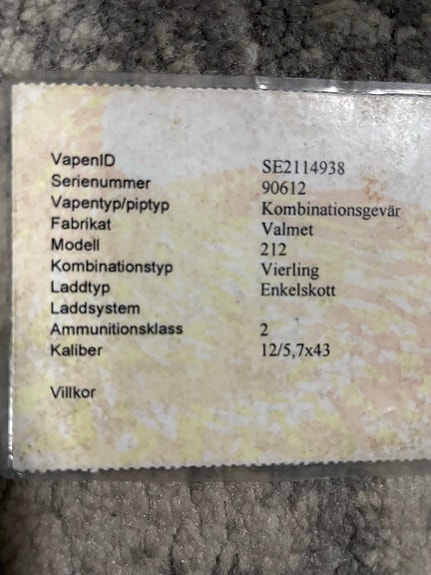 VapenID SE2114938
Serienummer 90612
Vapentyp/piptyp Kombinationsgevär
Fabrikat Valmet
Modell 212
Kombinationstyp Vierling
Laddtyp Enkelskott
Laddsystem
Ammunitionsklass 2
Kaliber 12/5,7x43
Villkor